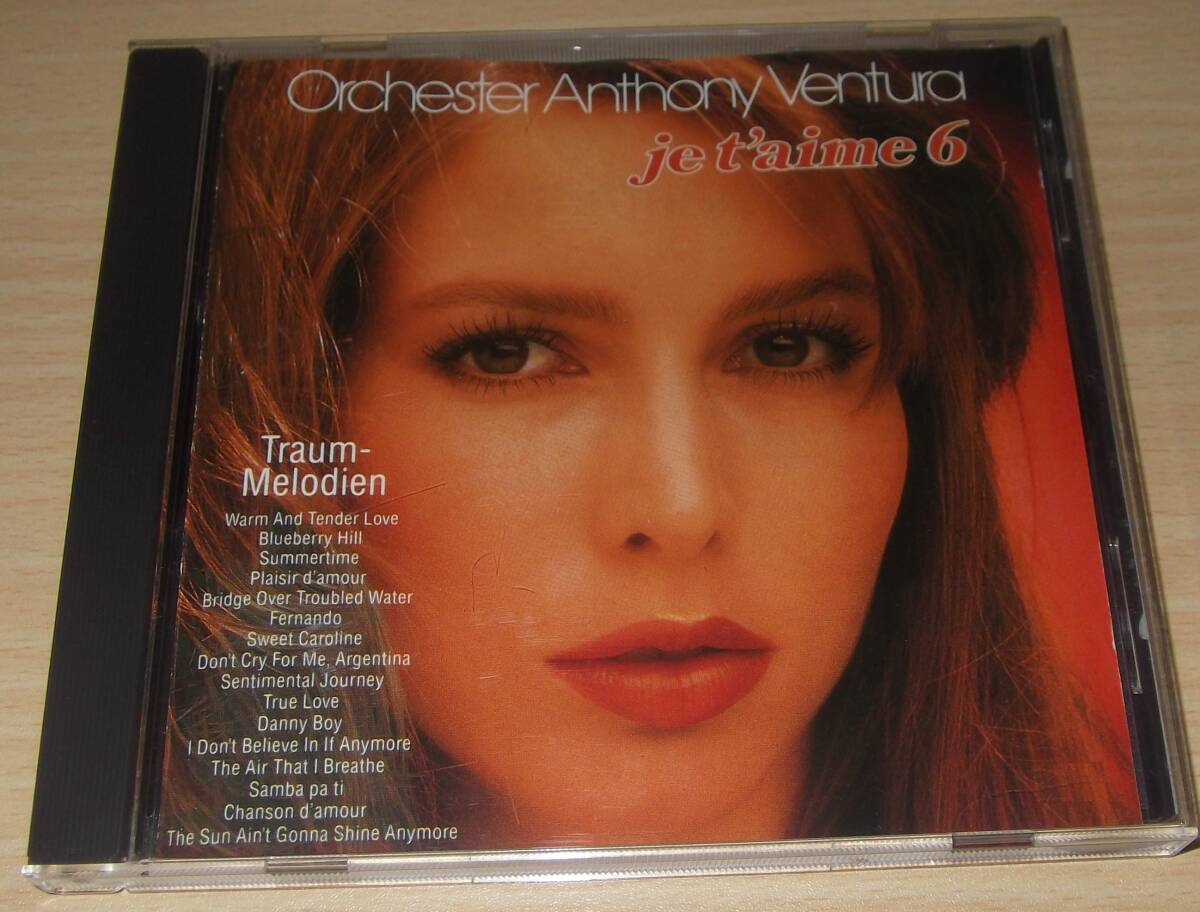 Orchester Anthony Ventura
je t'aime 6
Traum-
Melodien
Warm And Tender Love
Blueberry Hill
Summertime
Plaisir d'amour
Bridge Over Troubled Water
Fernando
Sweet Caroline
Don't Cry For Me, Argentina
Sentimental Journey
True Love
Danny Boy
I Don't Believe In If Anymore
The Air That I Breathe
Samba pa ti
Chanson d'amour
The Sun Ain't Gonna Shine Anymore